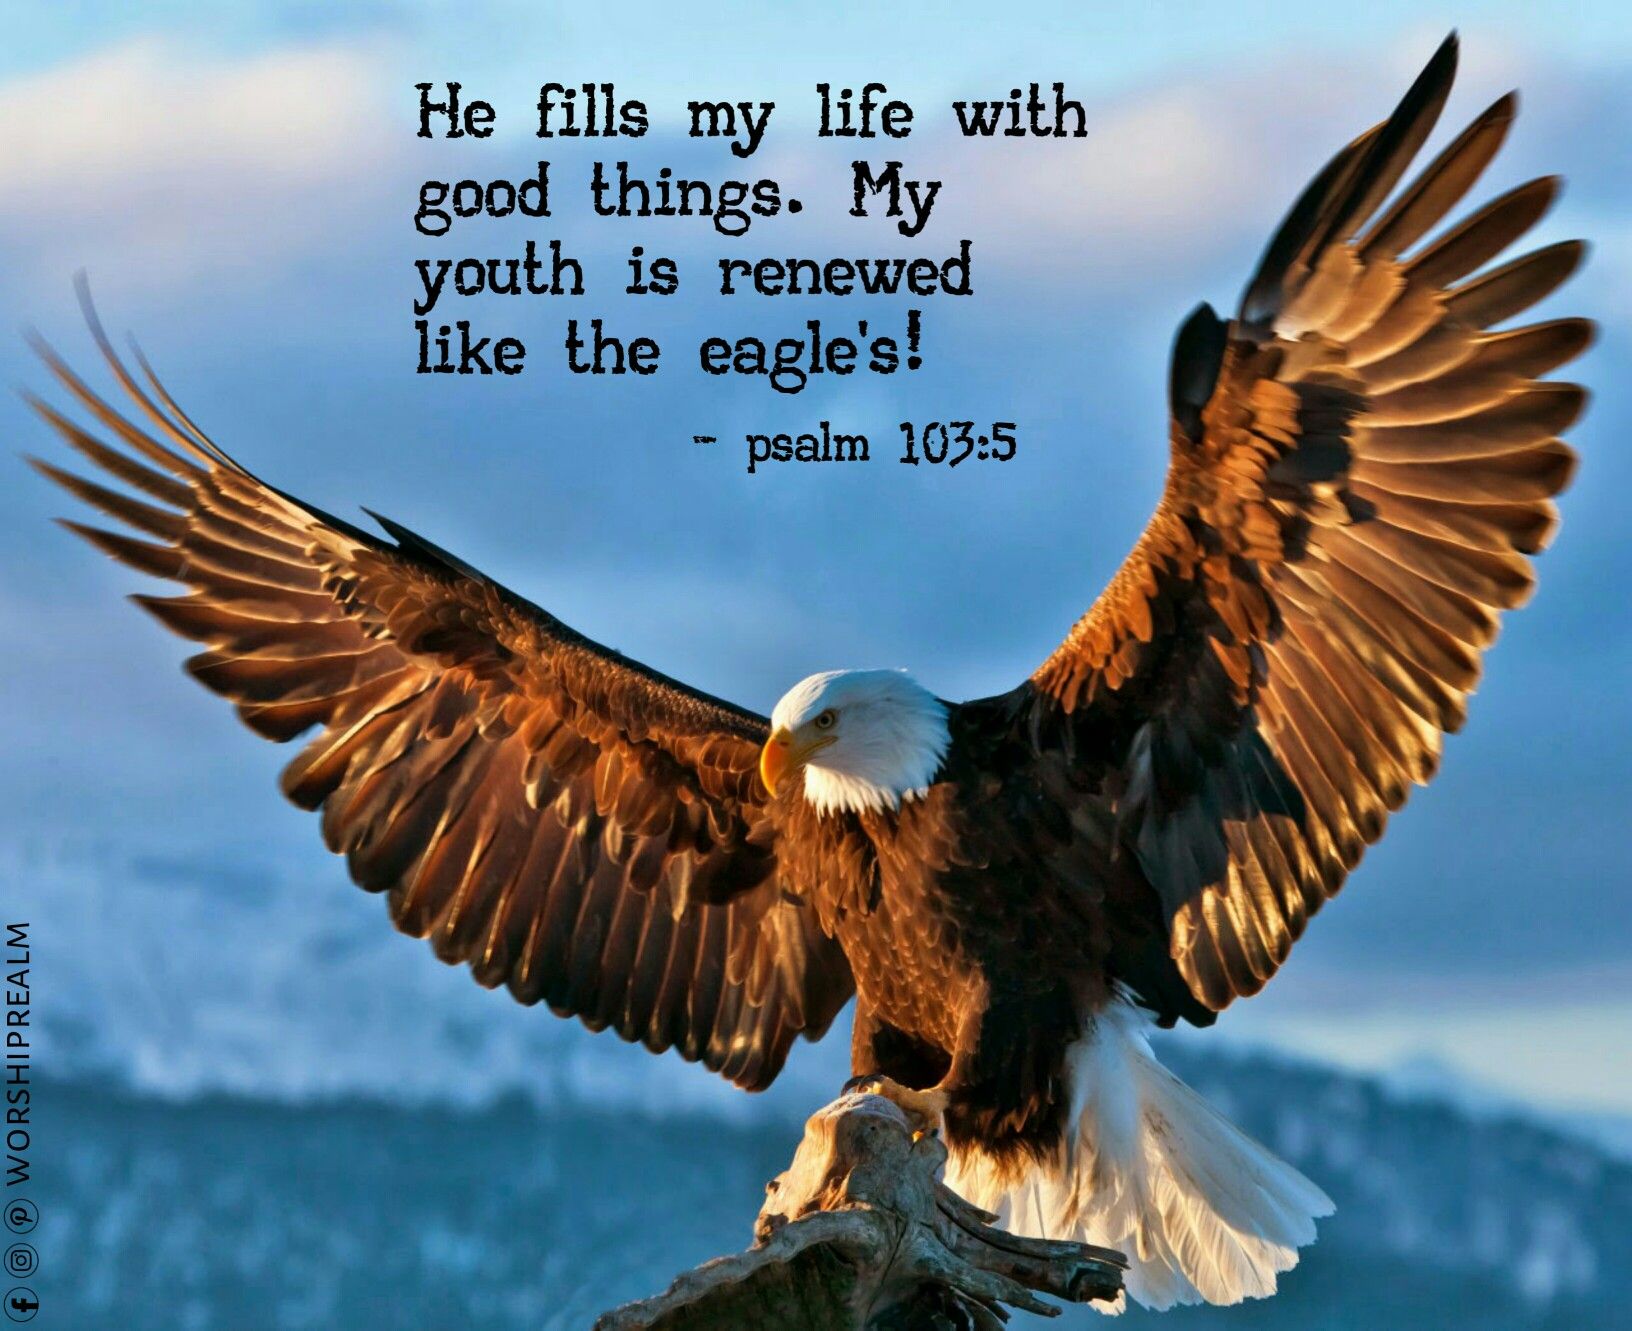 He fills my life with
good things. My
youth is renewed
like the eagle's!
- psalm 103:5
WORSHIPREALM